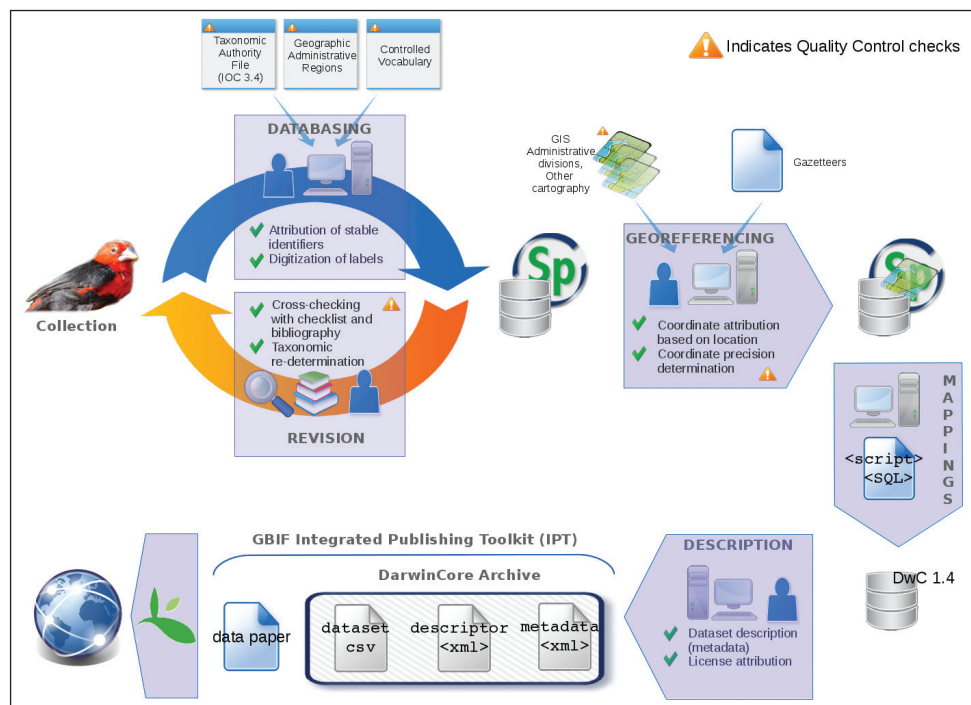 Taxonomic
Authority
File
(IOC 3.4)
Geographic
Administrative
Regions
Controlled
Vocabulary
Indicates Quality Control checks
DATABASING
Attribution of stable
identifiers
Digitization of labels
Collection
Cross-checking
with checklist and
bibliography
Taxonomic
re-determination
REVISION
Sp
GIS
Administrative
divisions,
Other
cartography
Gazetteers
GEOREFERENCING
Coordinate attribution
based on location
Coordinate precision
determination
Sp
MAPPINGS
<script>
<SQL>
DwC 1.4
DESCRIPTION
Dataset description
(metadata)
License attribution
GBIF Integrated Publishing Toolkit (IPT)
DarwinCore Archive
data paper
dataset
csv
descriptor
<xml>
metadata
<xml>